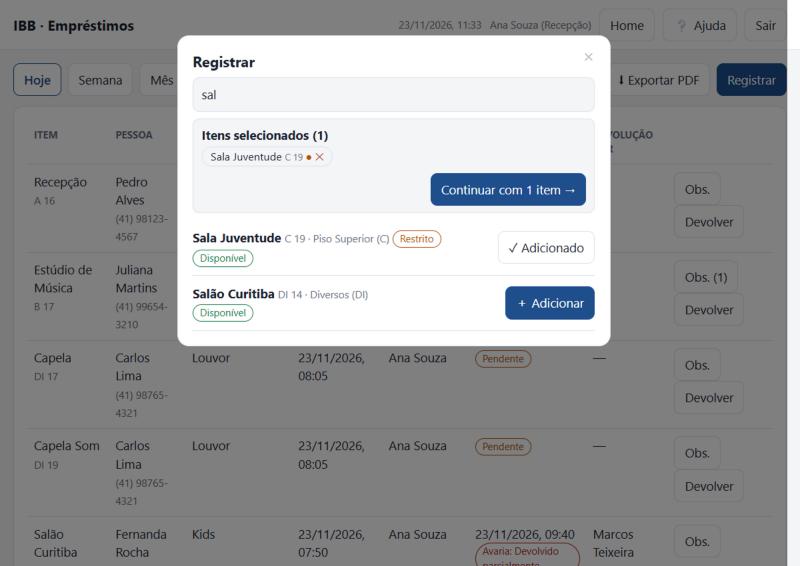 IBB · Empréstimos
23/11/2026, 11:33 Ana Souza (Recepção) Home ❔ Ajuda Sair
Hoje Semana Mês ⬇ Exportar PDF Registrar
Registrar ×
sal
Itens selecionados (1)
Sala Juventude C 19 ● ✕
Continuar com 1 item →
Sala Juventude C 19 · Piso Superior (C) Restrito
Disponível
✓ Adicionado
Salão Curitiba DI 14 · Diversos (DI)
Disponível
+ Adicionar
ITEM PESSOA
Recepção
A 16
Pedro
Alves
(41) 98123-
4567
Obs.
Devolver
Estúdio de
Música
B 17
Juliana
Martins
(41) 99654-
3210
Obs. (1)
Devolver
Capela
DI 17
Carlos
Lima
(41) 98765-
4321
Louvor
23/11/2026,
08:05
Ana Souza
Pendente
—
Obs.
Devolver
Capela Som
DI 19
Carlos
Lima
(41) 98765-
4321
Louvor
23/11/2026,
08:05
Ana Souza
Pendente
—
Obs.
Devolver
Salão
Curitiba
Fernanda
Rocha
Kids
23/11/2026,
07:50
Ana Souza
23/11/2026, 09:40
Avaria: Devolvido
parcialmente
Marcos
Teixeira
Obs.